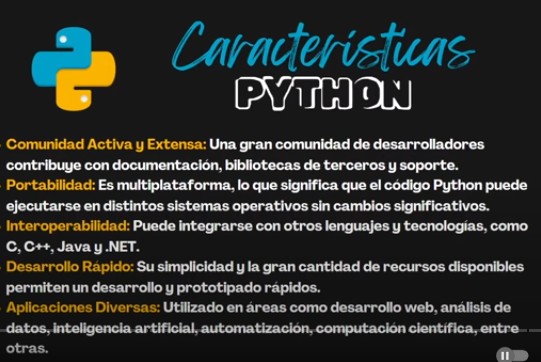 Características
PYTHON
Comunidad Activa y Extensa: Una gran comunidad de desarrolladores
contribuye con documentación, bibliotecas de terceros y soporte.
Portabilidad: Es multiplataforma, lo que significa que el código Python puede
ejecutarse en distintos sistemas operativos sin cambios significativos.
Interoperabilidad: Puede integrarse con otros lenguajes y tecnologías, como
C, C++, Java y .NET.
Desarrollo Rápido: Su simplicidad y la gran cantidad de recursos disponibles
permiten un desarrollo y prototipado rápidos.
Aplicaciones Diversas: Utilizado en áreas como desarrollo web, análisis de
datos, inteligencia artificial, automatización, computación científica, entre
otras.